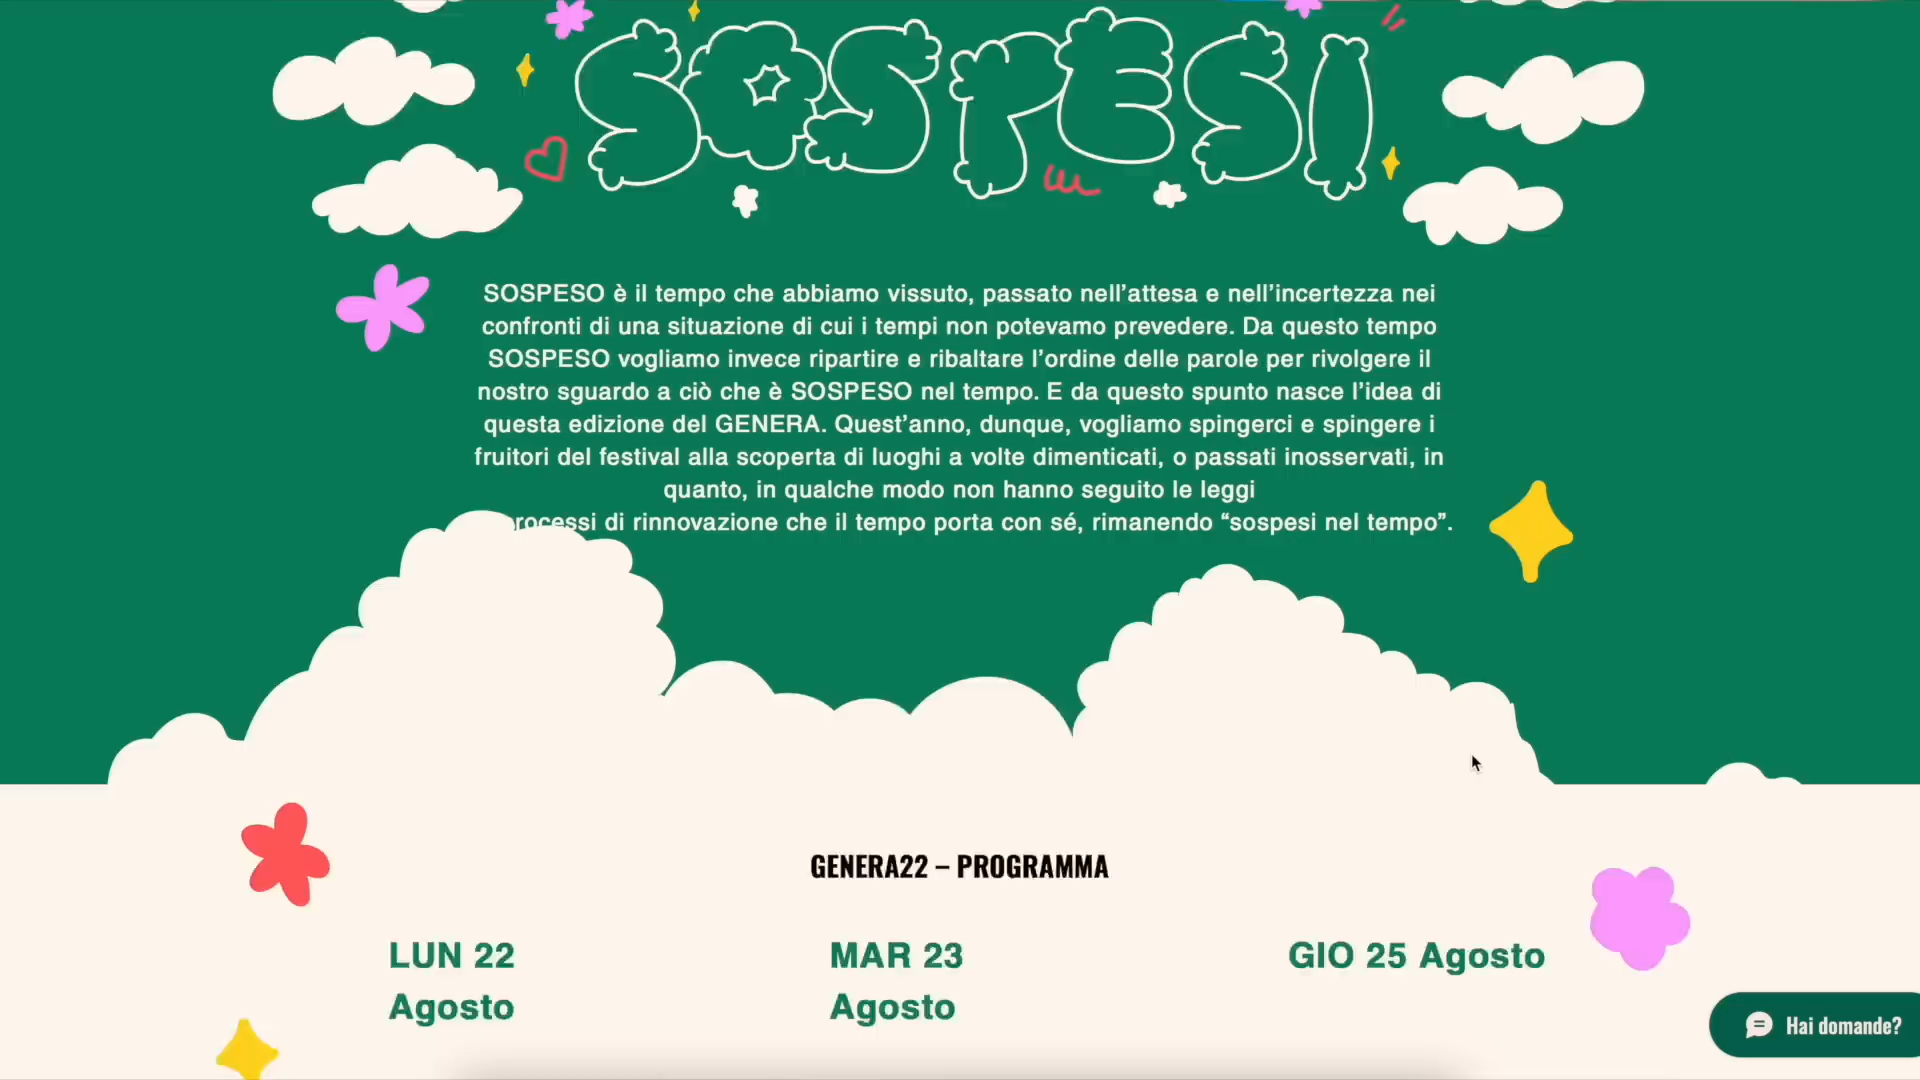 SOSPESI
SOSPESO è il tempo che abbiamo vissuto, passato nell’attesa e nell’incertezza nei
confronti di una situazione di cui i tempi non potevamo prevedere. Da questo tempo
SOSPESO vogliamo invece ripartire e ribaltare l’ordine delle parole per rivolgere il
nostro sguardo a ciò che è SOSPESO nel tempo. E da questo spunto nasce l’idea di
questa edizione del GENERA. Quest’anno, dunque, vogliamo spingerci e spingere i
fruitori del festival alla scoperta di luoghi a volte dimenticati, o passati inosservati, in
quanto, in qualche modo non hanno seguito le leggi
processi di rinnovazione che il tempo porta con sé, rimanendo “sospesi nel tempo”.
GENERA22 – PROGRAMMA
LUN 22
Agosto
MAR 23
Agosto
GIO 25 Agosto
Hai domande?